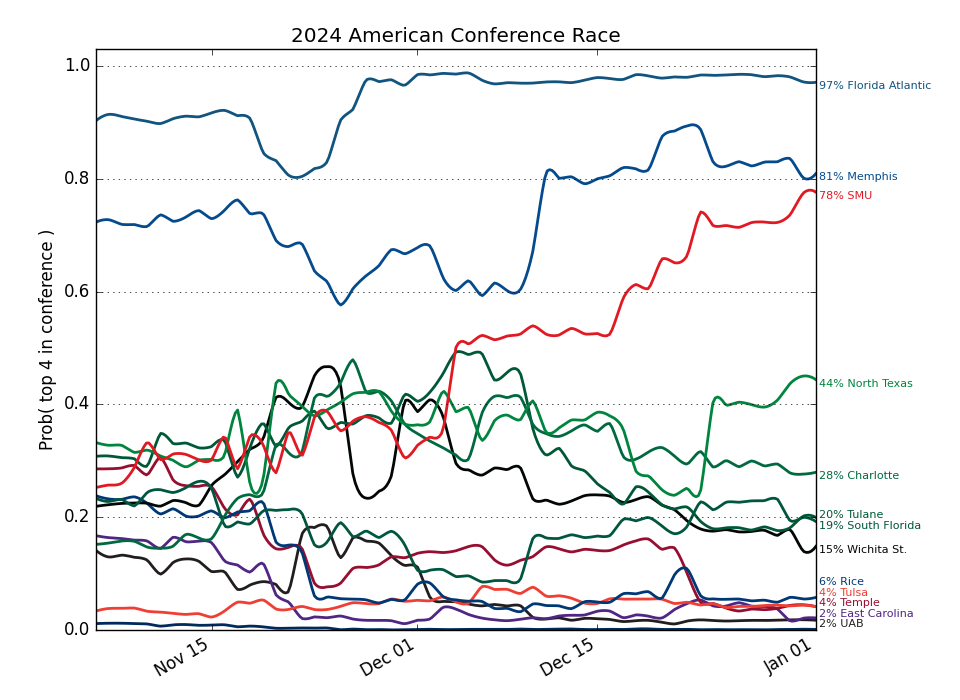 2024 American Conference Race
Prob( top 4 in conference )
1.0
0.8
0.6
0.4
0.2
0.0
Nov 15
Dec 01
Dec 15
Jan 01
97% Florida Atlantic
81% Memphis
78% SMU
44% North Texas
28% Charlotte
20% Tulane
19% South Florida
15% Wichita St.
6% Rice
4% Tulsa
4% Temple
2% East Carolina
2% UAB